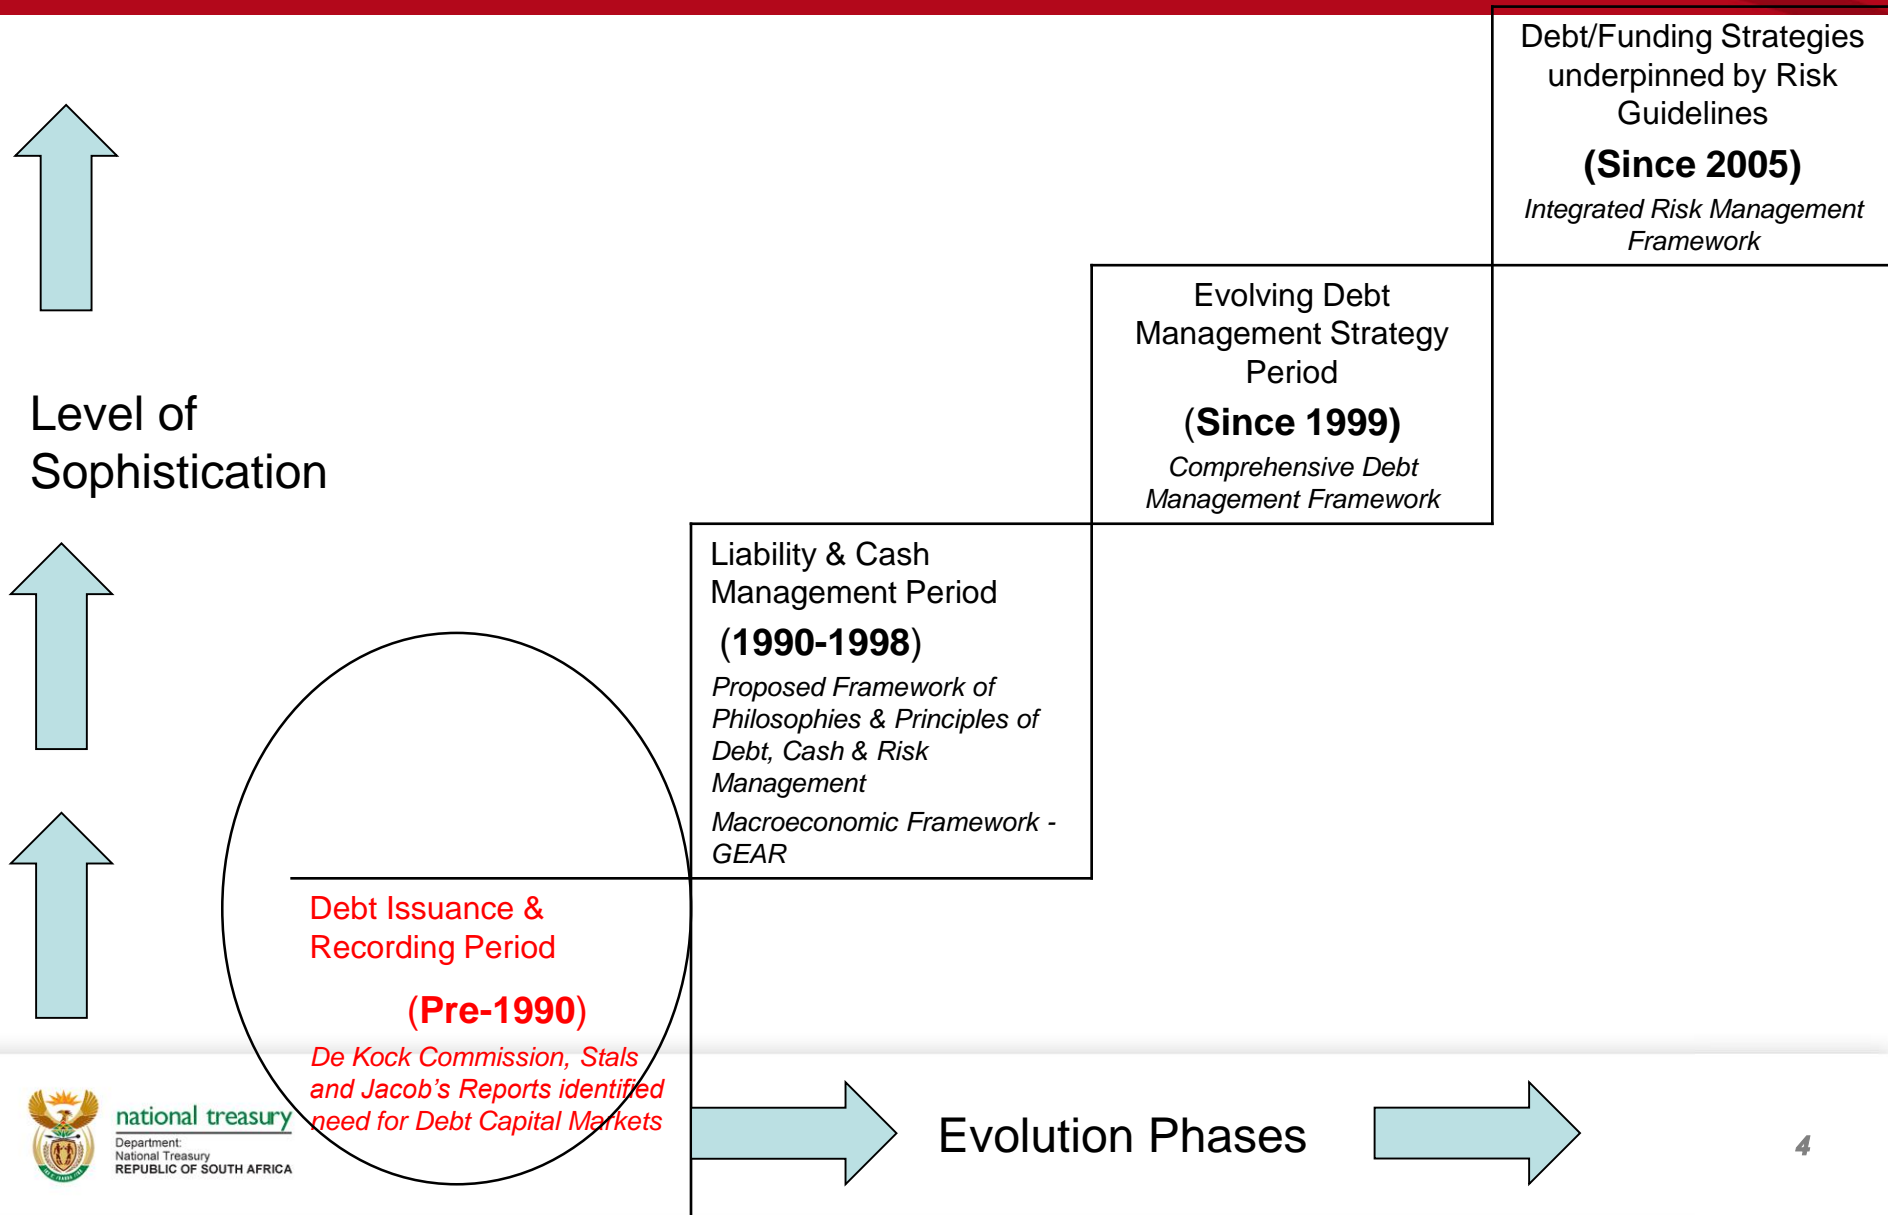 Debt/Funding Strategies
underpinned by Risk
Guidelines
(Since 2005)
Integrated Risk Management
Framework
Evolving Debt
Management Strategy
Period
(Since 1999)
Comprehensive Debt
Management Framework
Level of
Sophistication
Liability & Cash
Management Period
(1990-1998)
Proposed Framework of
Philosophies & Principles of
Debt, Cash & Risk
Management
Macroeconomic Framework -
GEAR
Debt Issuance &
Recording Period
(Pre-1990)
De Kock Commission, Stals
and Jacob's Reports identified
need for Debt Capital Markets
national treasury
Department:
National Treasury
REPUBLIC OF SOUTH AFRICA
Evolution Phases
4